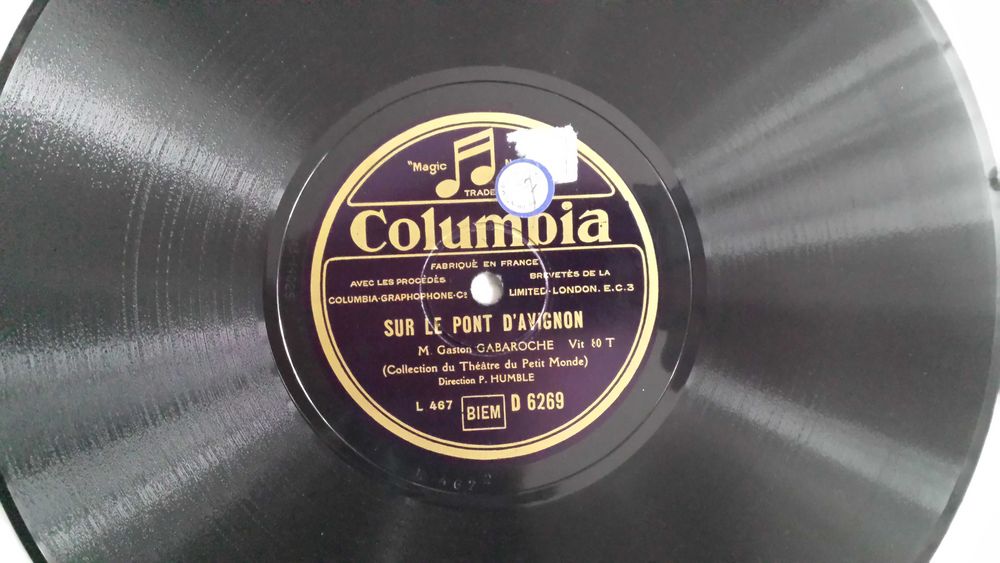 "Magic
TRADE
Columbia
FABRIQUÉ EN FRANCE
AVEC LES PROCÉDÉS BREVETÉS DE LA
COLUMBIA-GRAPHOPHONE-Cº LIMITED-LONDON. E.C.3
SUR LE PONT D'AVIGNON
M. Gaston GABAROCHE Vit 80 T
(Collection du Théâtre du Petit Monde)
Direction P. HUMBLE
L 467 BIEM D 6269